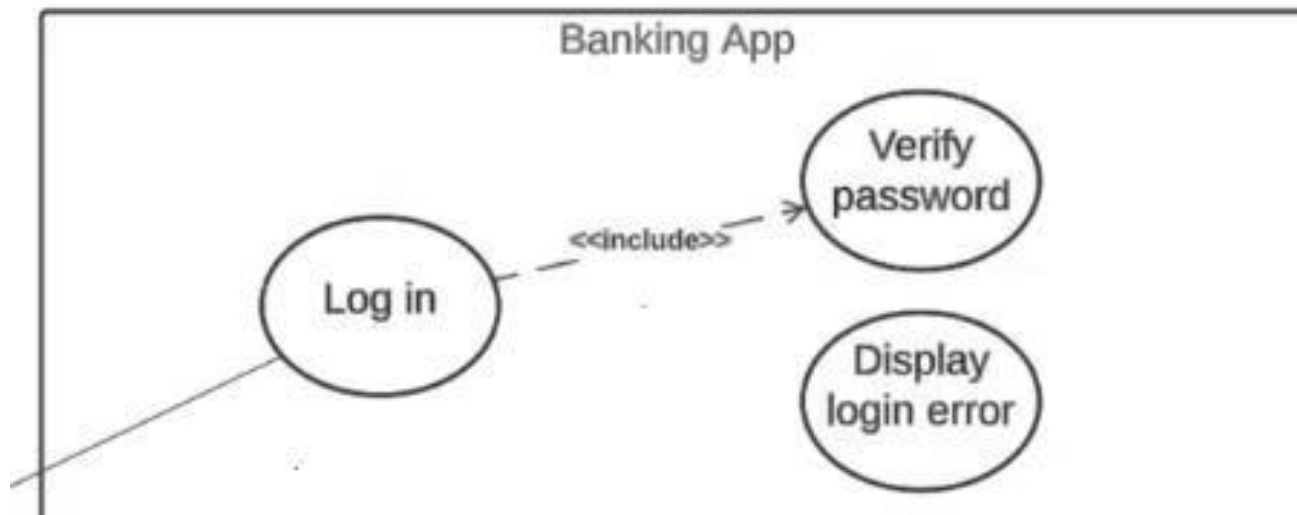 Banking App
Verify
password
<<include>>
Log in
Display
login error